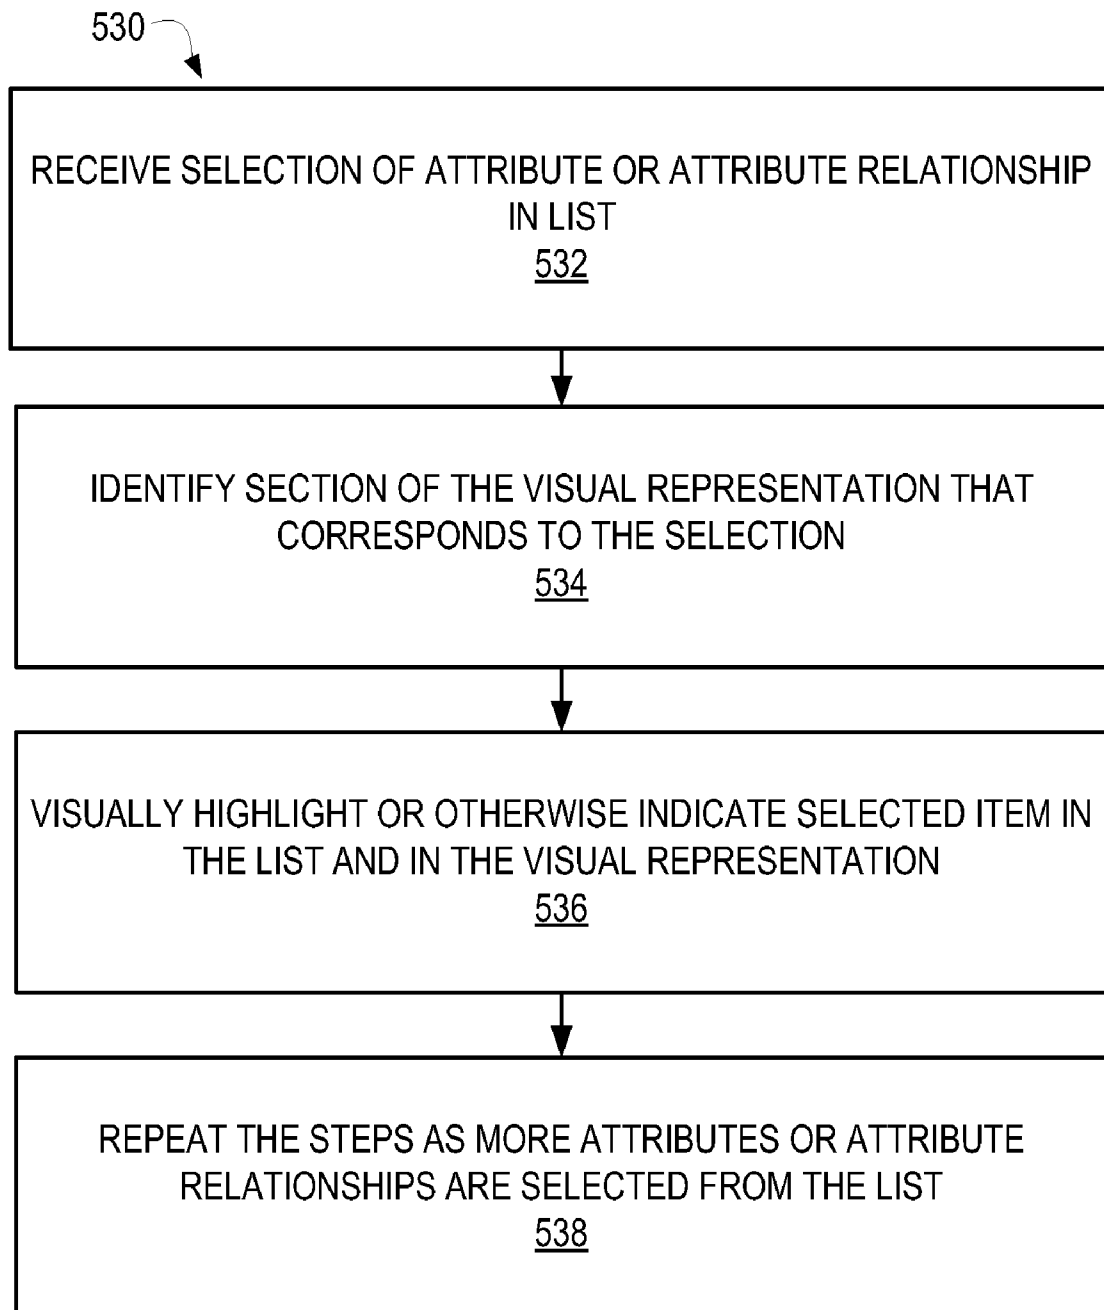 530
RECEIVE SELECTION OF ATTRIBUTE OR ATTRIBUTE RELATIONSHIP
IN LIST
532
IDENTIFY SECTION OF THE VISUAL REPRESENTATION THAT
CORRESPONDS TO THE SELECTION
534
VISUALLY HIGHLIGHT OR OTHERWISE INDICATE SELECTED ITEM IN
THE LIST AND IN THE VISUAL REPRESENTATION
536
REPEAT THE STEPS AS MORE ATTRIBUTES OR ATTRIBUTE
RELATIONSHIPS ARE SELECTED FROM THE LIST
538